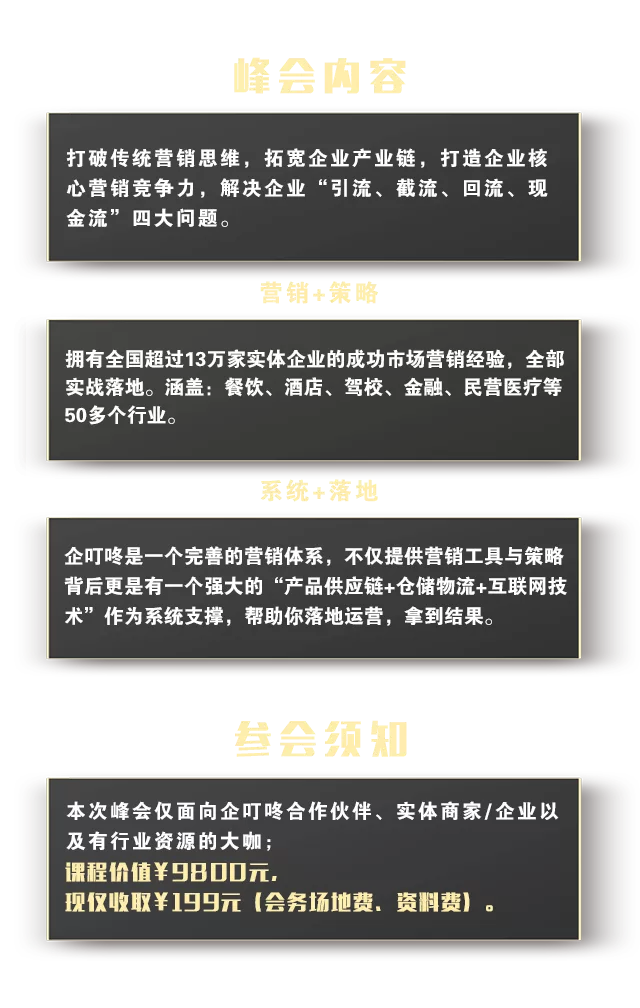 峰会内容
打破传统营销思维，拓宽企业产业链，打造企业核
心营销竞争力，解决企业“引流、截流、回流、现
金流”四大问题。
营销+策略
拥有全国超过13万家实体企业的成功市场营销经验，全部
实战落地。涵盖：餐饮、酒店、驾校、金融、民营医疗等
50多个行业。
系统+落地
企叮咚是一个完善的营销体系，不仅提供营销工具与策略
背后更是有一个强大的“产品供应链+仓储物流+互联网技
术”作为系统支撑，帮助你落地运营，拿到结果。
参会须知
本次峰会仅面向企叮咚合作伙伴、实体商家/企业以
及有行业资源的大咖；
课程价值¥9800元，
现仅收取¥199元（会务场地费、资料费）。